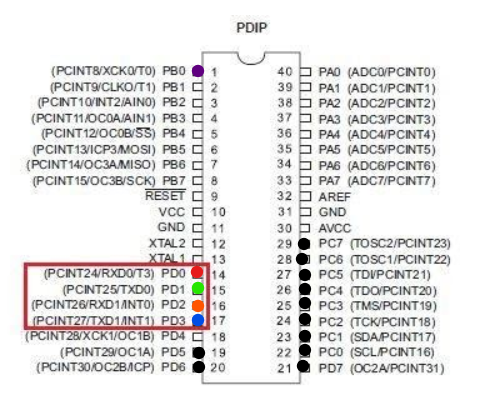 PDIP
(PCINT8/XCK0/T0) PB0 1 40 PA0 (ADC0/PCINT0)
(PCINT9/CLKO/T1) PB1 2 39 PA1 (ADC1/PCINT1)
(PCINT10/INT2/AIN0) PB2 3 38 PA2 (ADC2/PCINT2)
(PCINT11/OC0A/AIN1) PB3 4 37 PA3 (ADC3/PCINT3)
(PCINT12/OC0B/SS) PB4 5 36 PA4 (ADC4/PCINT4)
(PCINT13/ICP3/MOSI) PB5 6 35 PA5 (ADC5/PCINT5)
(PCINT14/OC3A/MISO) PB6 7 34 PA6 (ADC6/PCINT6)
(PCINT15/OC3B/SCK) PB7 8 33 PA7 (ADC7/PCINT7)
RESET 9 32 AREF
VCC 10 31 GND
GND 11 30 AVCC
XTAL2 12 29 PC7 (TOSC2/PCINT23)
XTAL1 13 28 PC6 (TOSC1/PCINT22)
(PCINT24/RXD0/T3) PD0 14 27 PC5 (TDI/PCINT21)
(PCINT25/TXD0) PD1 15 26 PC4 (TDO/PCINT20)
(PCINT26/RXD1/INT0) PD2 16 25 PC3 (TMS/PCINT19)
(PCINT27/TXD1/INT1) PD3 17 24 PC2 (TCK/PCINT18)
(PCINT28/XCK1/OC1B) PD4 18 23 PC1 (SDA/PCINT17)
(PCINT29/OC1A) PD5 19 22 PC0 (SCL/PCINT16)
(PCINT30/OC2B/ICP) PD6 20 21 PD7 (OC2A/PCINT31)